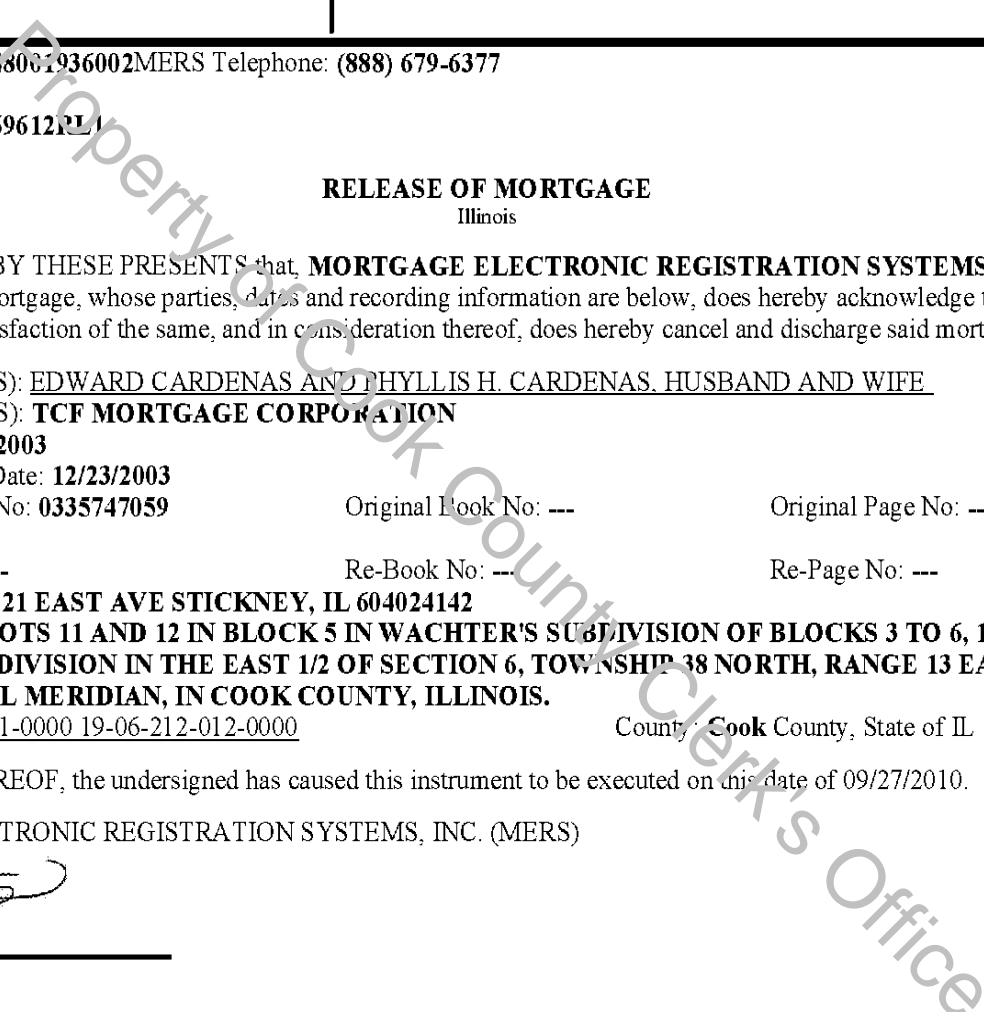 80001936002MERS Telephone: (888) 679-6377
59612RL1
RELEASE OF MORTGAGE
Illinois
BY THESE PRESENTS that, MORTGAGE ELECTRONIC REGISTRATION SYSTEMS
ortgage, whose parties, dates and recording information are below, does hereby acknowledge
sfaction of the same, and in consideration thereof, does hereby cancel and discharge said mort
S): EDWARD CARDENAS AND PHYLLIS H. CARDENAS, HUSBAND AND WIFE
S): TCF MORTGAGE CORPORATION
2003
Date: 12/23/2003
No: 0335747059 Original Book No: --- Original Page No: --
- Re-Book No: --- Re-Page No: ---
21 EAST AVE STICKNEY, IL 604024142
OTS 11 AND 12 IN BLOCK 5 IN WACHTER'S SUBDIVISION OF BLOCKS 3 TO 6, 1
DIVISION IN THE EAST 1/2 OF SECTION 6, TOWNSHIP 38 NORTH, RANGE 13 EA
L MERIDIAN, IN COOK COUNTY, ILLINOIS.
1-0000 19-06-212-012-0000 County: Cook County, State of IL
REOF, the undersigned has caused this instrument to be executed on this date of 09/27/2010.
TRONIC REGISTRATION SYSTEMS, INC. (MERS)
Property of Cook County Clerk's Office